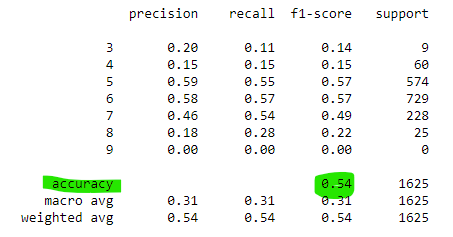 precision recall f1-score support
3 0.20 0.11 0.14 9
4 0.15 0.15 0.15 60
5 0.59 0.55 0.57 574
6 0.58 0.57 0.57 729
7 0.46 0.54 0.49 228
8 0.18 0.28 0.22 25
9 0.00 0.00 0.00 0
accuracy 0.54 1625
macro avg 0.31 0.31 0.31 1625
weighted avg 0.54 0.54 0.54 1625